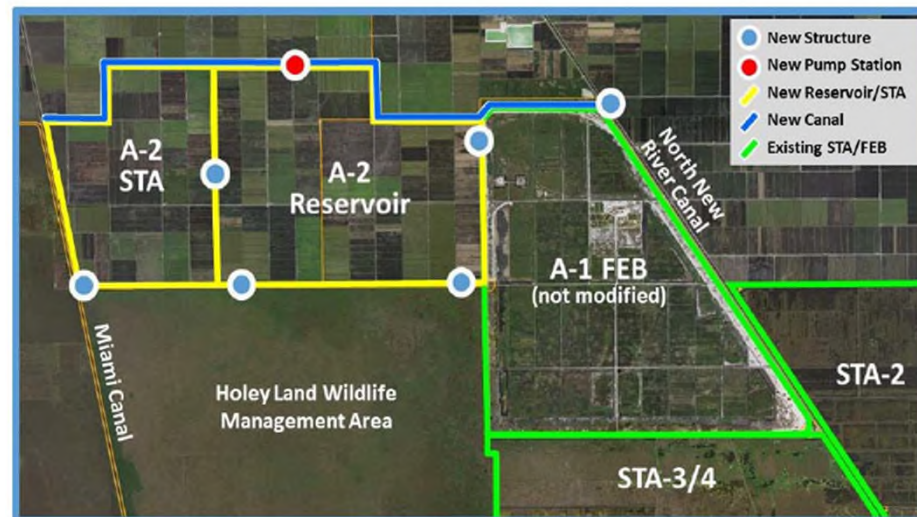 New Structure
New Pump Station
New Reservoir/STA
New Canal
Existing STA/FEB
A-2
STA
A-2
Reservoir
North New
River Canal
A-1 FEB
(not modified)
Miami Canal
Holey Land Wildlife
Management Area
STA-2
STA-3/4